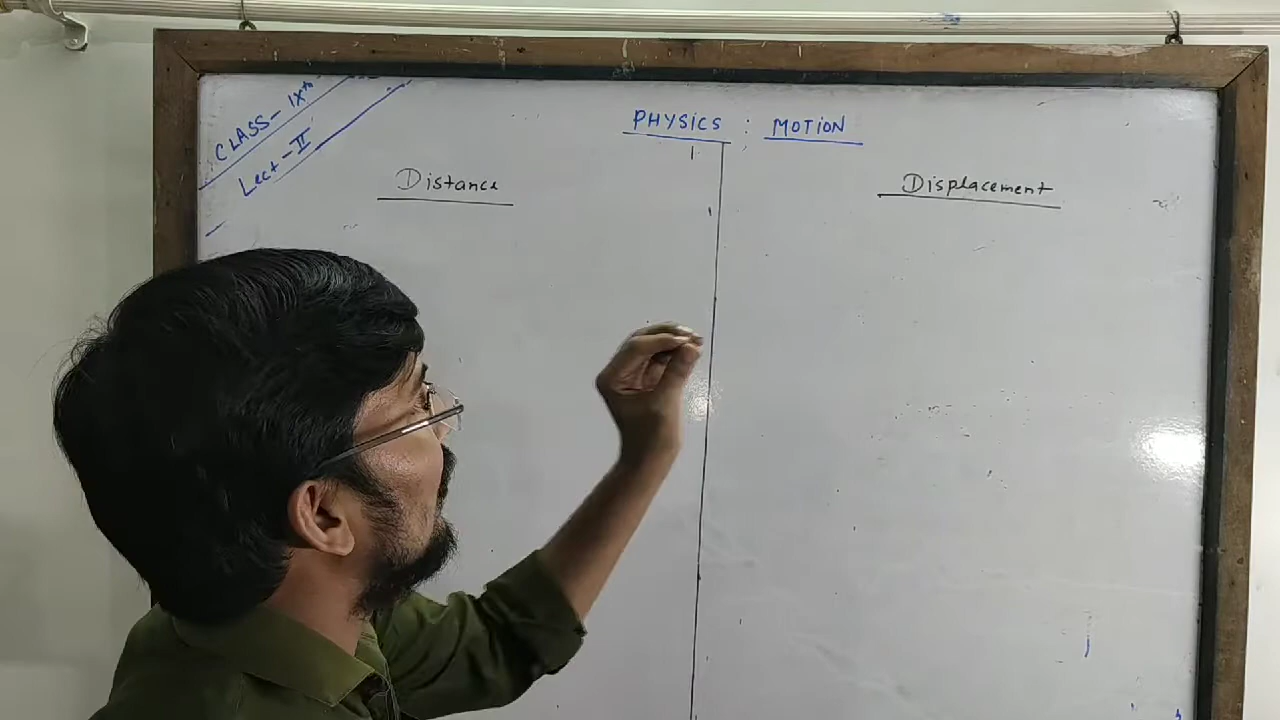 CLASS- IXth
Lect - II
PHYSICS : MOTION
Distance
Displacement